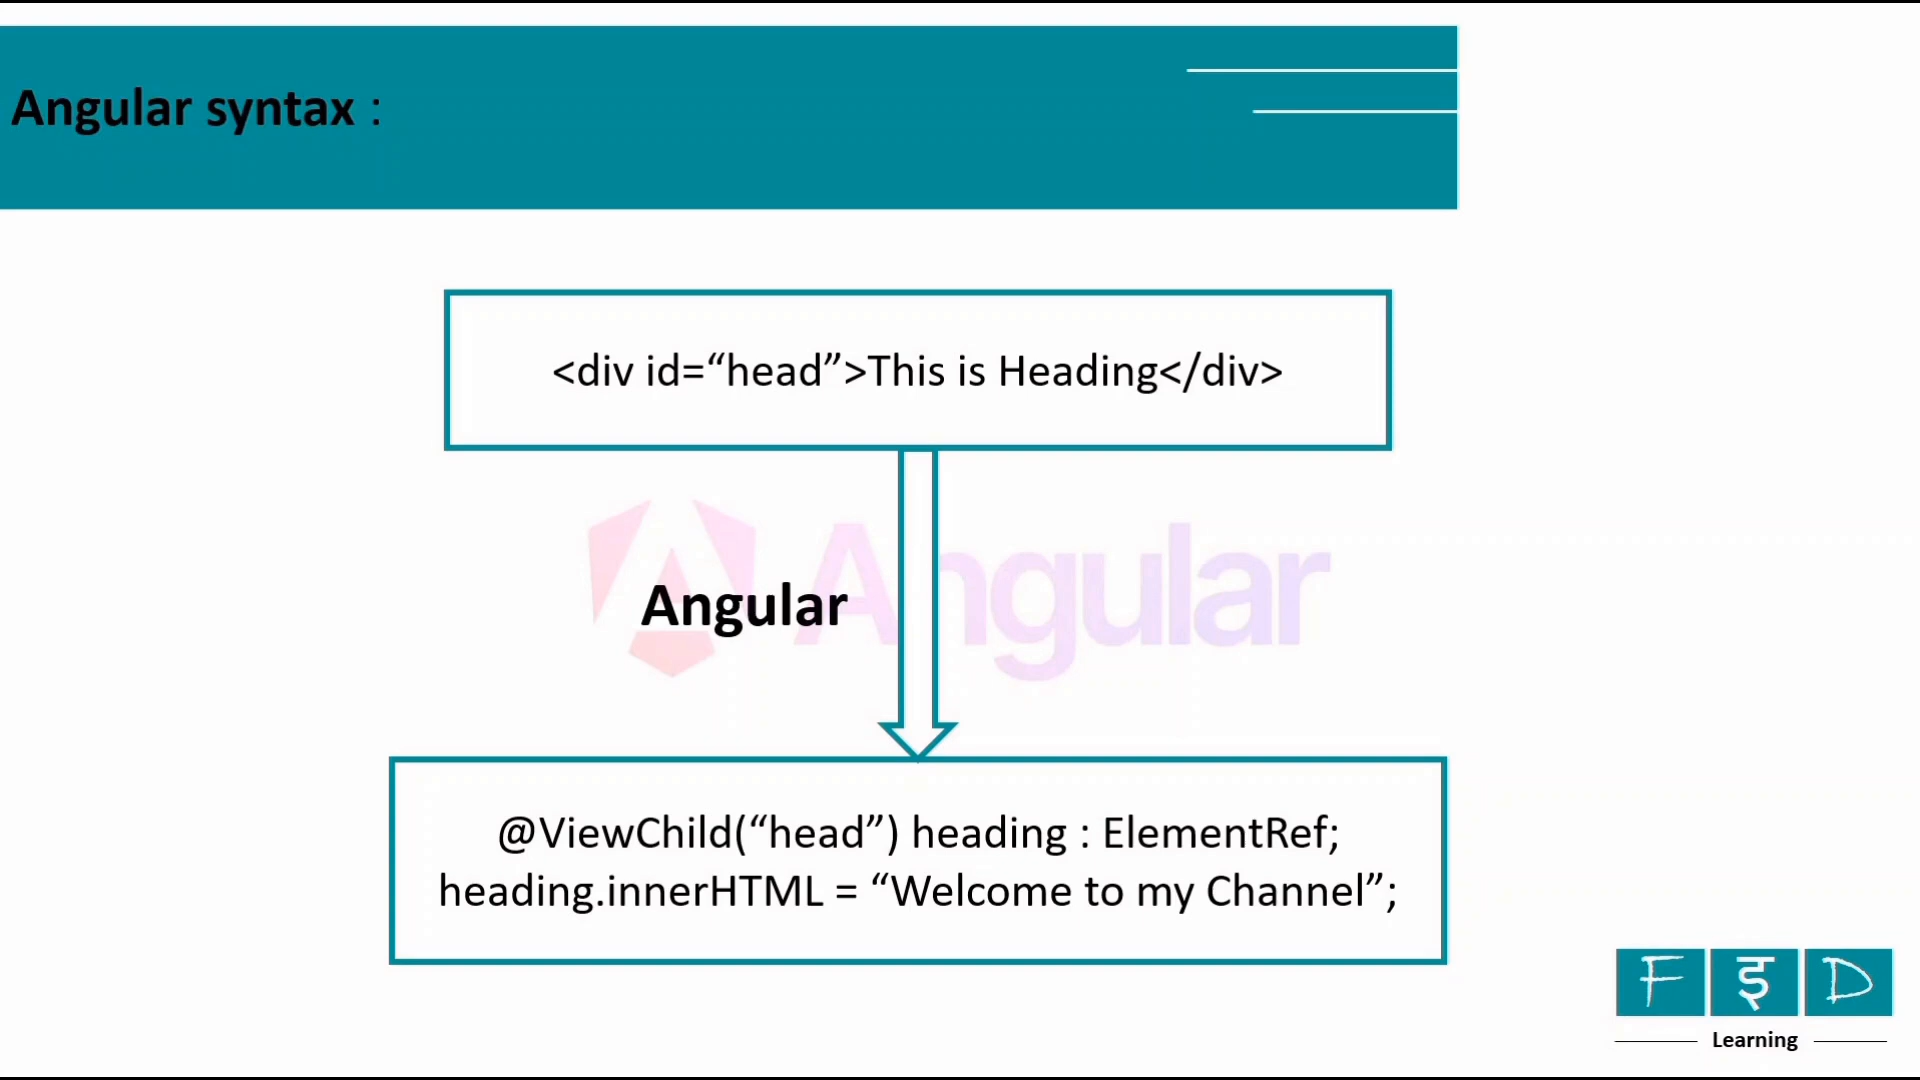 Angular syntax :
<div id=“head”>This is Heading</div>
Angular
Angular
@ViewChild(“head”) heading : ElementRef;
heading.innerHTML = “Welcome to my Channel”;
F इ D
Learning